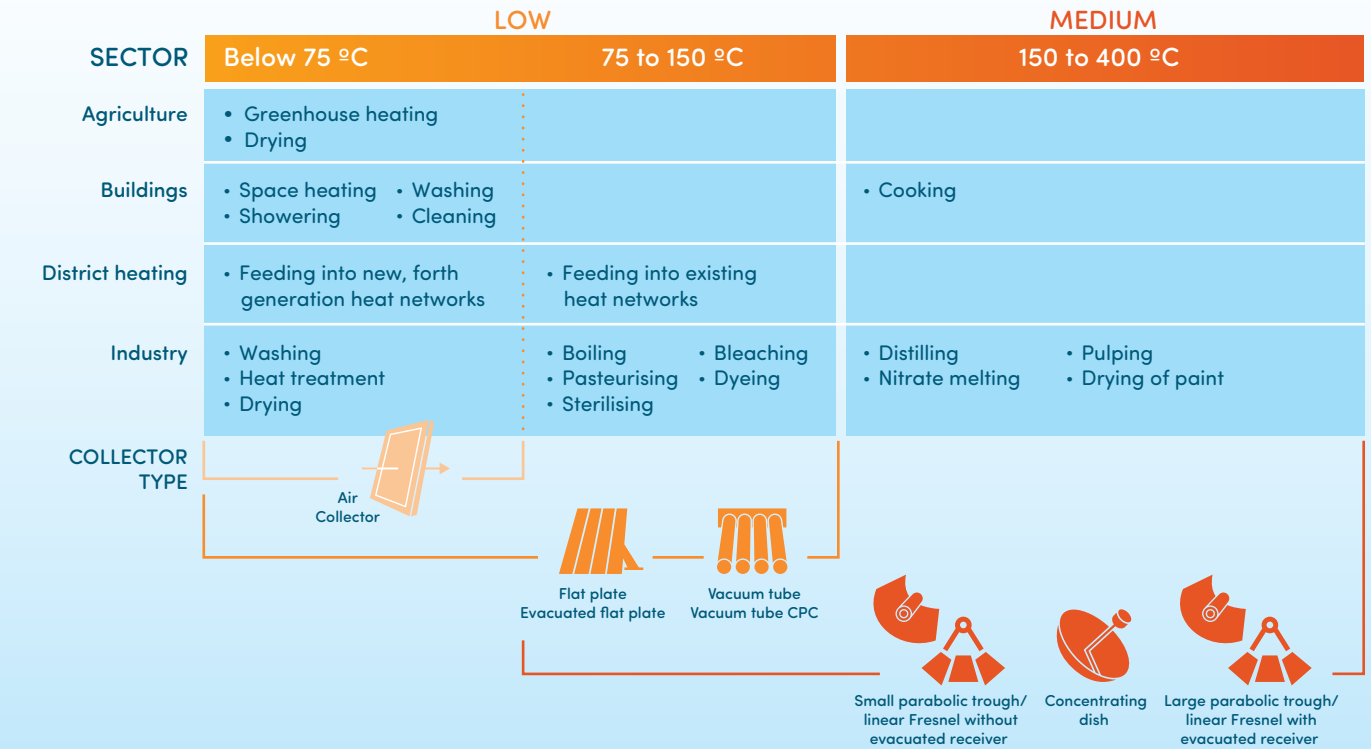 LOW
MEDIUM
SECTOR
Below 75 ºC
75 to 150 ºC
150 to 400 ºC
Agriculture
• Greenhouse heating
• Drying
Buildings
• Space heating • Washing
• Showering • Cleaning
• Cooking
District heating
• Feeding into new, forth
generation heat networks
• Feeding into existing
heat networks
Industry
• Washing
• Heat treatment
• Drying
• Boiling • Bleaching
• Pasteurising • Dyeing
• Sterilising
• Distilling • Pulping
• Nitrate melting • Drying of paint
COLLECTOR
TYPE
Air
Collector
Flat plate
Evacuated flat plate
Vacuum tube
Vacuum tube CPC
Small parabolic trough/
linear Fresnel without
evacuated receiver
Concentrating
dish
Large parabolic trough/
linear Fresnel with
evacuated receiver